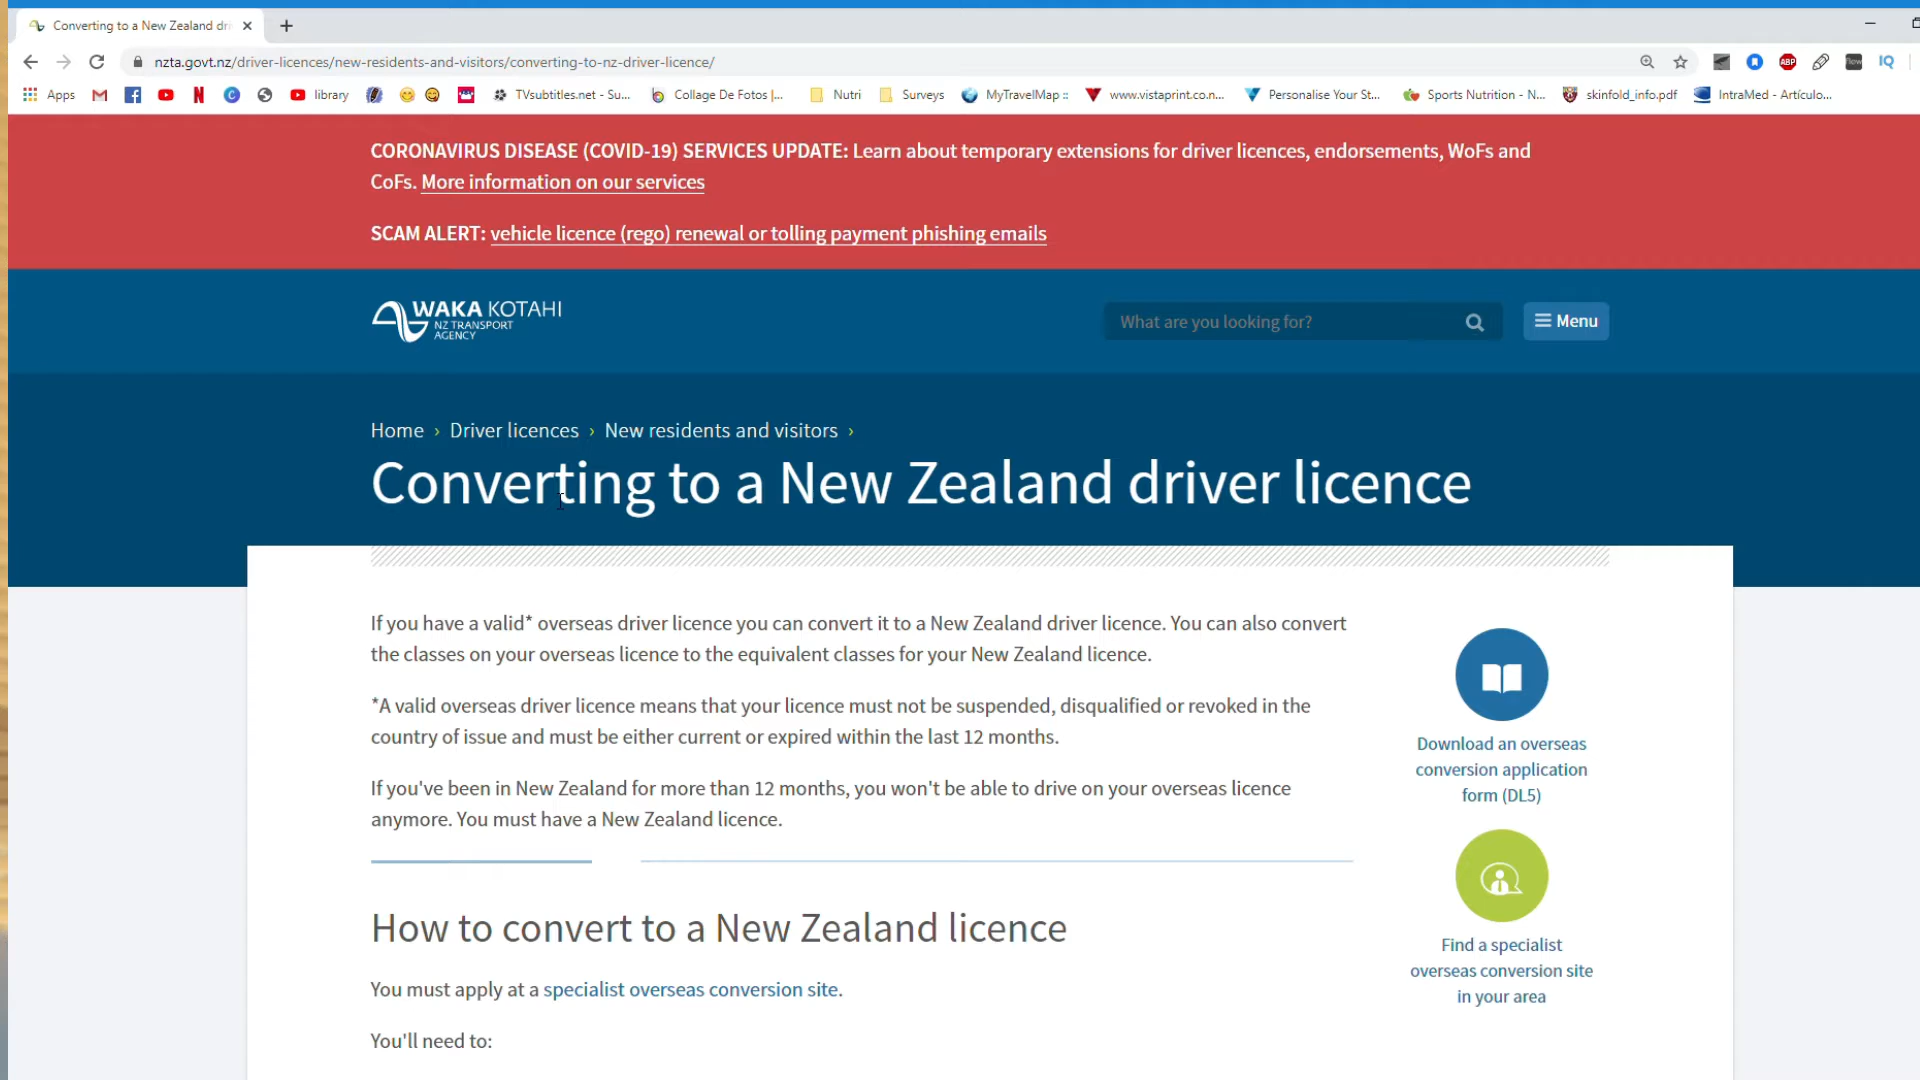 Converting to a New Zealand dri
nzta.govt.nz/driver-licences/new-residents-and-visitors/converting-to-nz-driver-licence/
ABP
now
IQ
Apps
library
TVsubtitles.net - Su...
Collage De Fotos |...
Nutri
Surveys
MyTravelMap ::
www.vistaprint.co.n...
Personalise Your St...
Sports Nutrition - N...
skinfold_info.pdf
IntraMed - Artículo...
CORONAVIRUS DISEASE (COVID-19) SERVICES UPDATE: Learn about temporary extensions for driver licences, endorsements, WoFs and
CoFs. More information on our services
SCAM ALERT: vehicle licence (rego) renewal or tolling payment phishing emails
WAKA KOTAHI
NZ TRANSPORT
AGENCY
What are you looking for?
Menu
Home › Driver licences › New residents and visitors ›
Converting to a New Zealand driver licence
If you have a valid* overseas driver licence you can convert it to a New Zealand driver licence. You can also convert
the classes on your overseas licence to the equivalent classes for your New Zealand licence.
*A valid overseas driver licence means that your licence must not be suspended, disqualified or revoked in the
country of issue and must be either current or expired within the last 12 months.
If you've been in New Zealand for more than 12 months, you won't be able to drive on your overseas licence
anymore. You must have a New Zealand licence.
Download an overseas
conversion application
form (DL5)
Find a specialist
overseas conversion site
in your area
How to convert to a New Zealand licence
You must apply at a specialist overseas conversion site.
You'll need to: